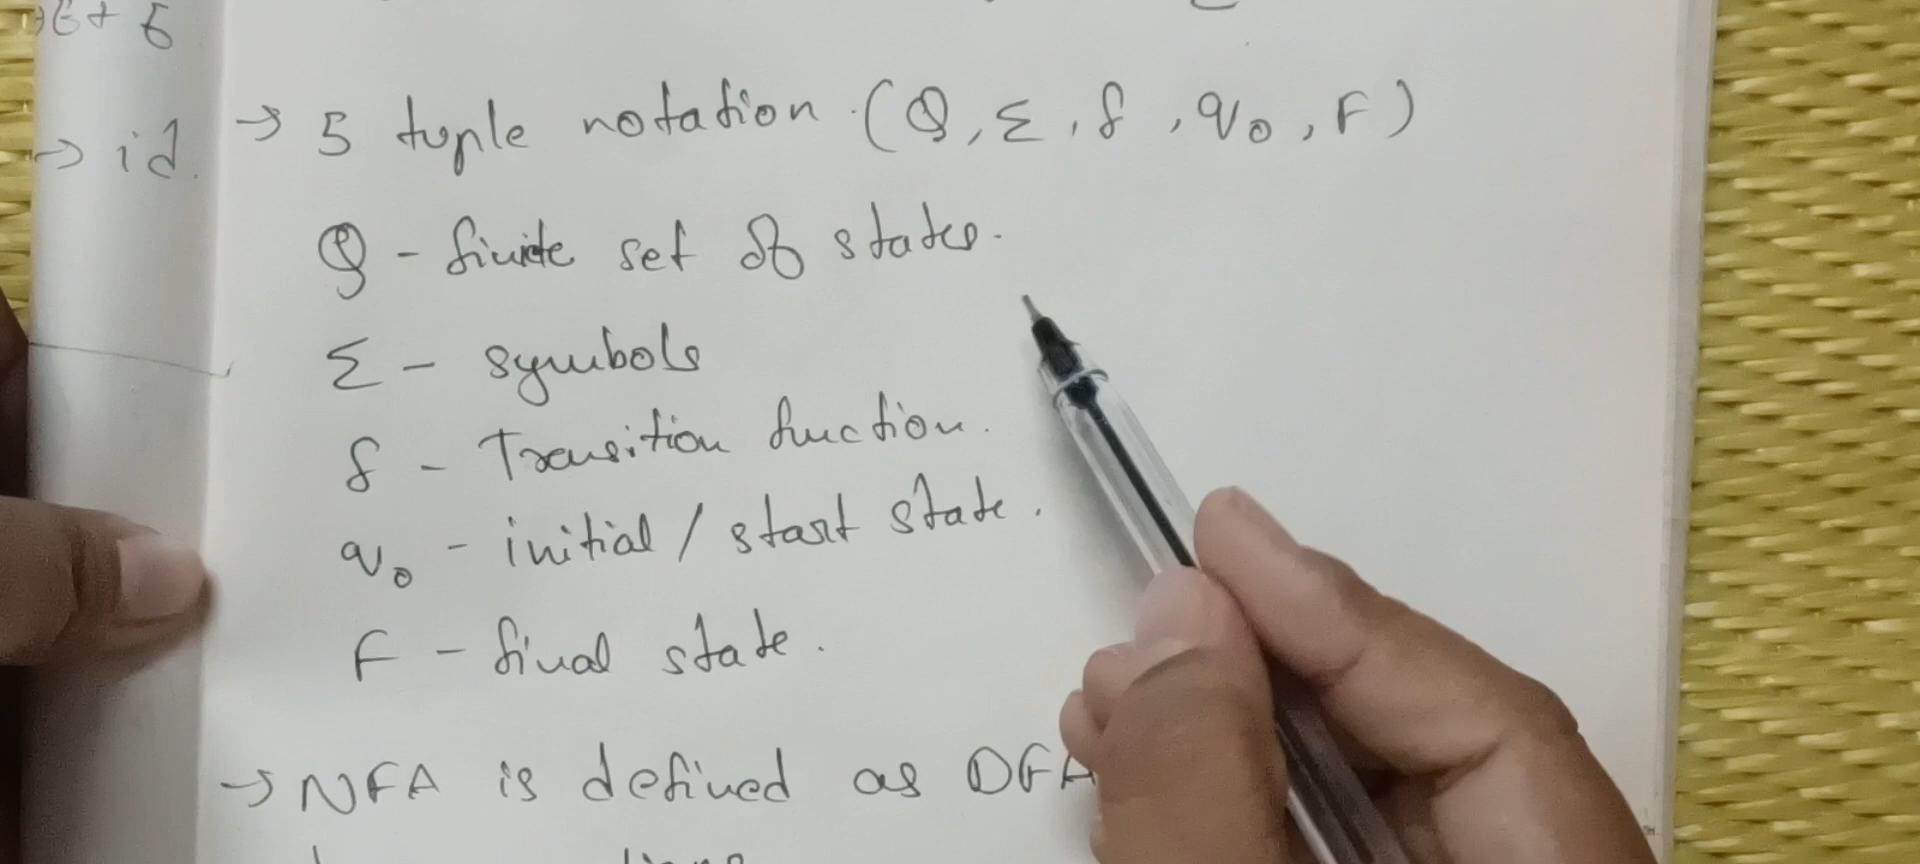 → 5 tuple notation (Q, Σ, δ, q0, F)
→ id.
Q - finite set of states.
Σ - symbols
δ - Transition function.
q0 - initial / start state.
F - final state.
→ NFA is defined as DFA